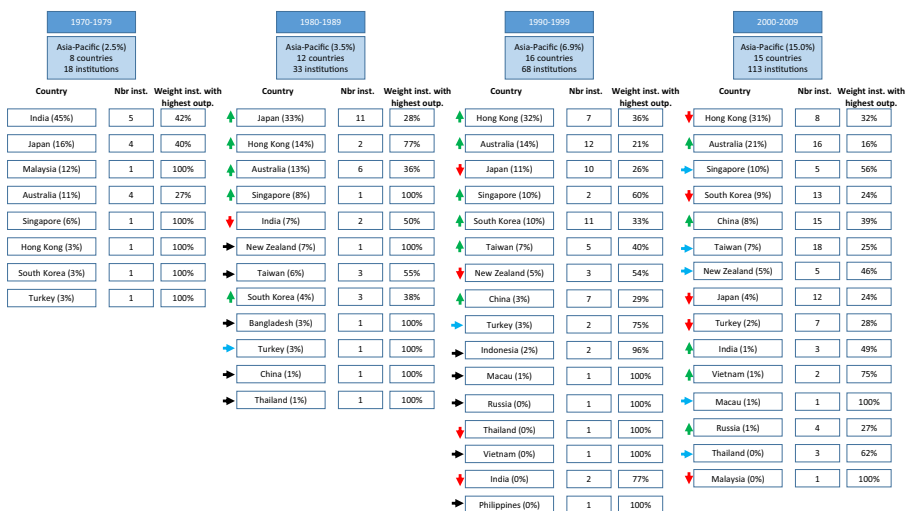 1970-1979
Asia-Pacific (2.5%)
8 countries
18 institutions
Country Nbr inst. Weight inst. with highest outp.
India (45%) 5 42%
Japan (16%) 4 40%
Malaysia (12%) 1 100%
Australia (11%) 4 27%
Singapore (6%) 1 100%
Hong Kong (3%) 1 100%
South Korea (3%) 1 100%
Turkey (3%) 1 100%
1980-1989
Asia-Pacific (3.5%)
12 countries
33 institutions
Country Nbr inst. Weight inst. with highest outp.
Japan (33%) 11 28%
Hong Kong (14%) 2 77%
Australia (13%) 6 36%
Singapore (8%) 1 100%
India (7%) 2 50%
New Zealand (7%) 1 100%
Taiwan (6%) 3 55%
South Korea (4%) 3 38%
Bangladesh (3%) 1 100%
Turkey (3%) 1 100%
China (1%) 1 100%
Thailand (1%) 1 100%
1990-1999
Asia-Pacific (6.9%)
16 countries
68 institutions
Country Nbr inst. Weight inst. with highest outp.
Hong Kong (32%) 7 36%
Australia (14%) 12 21%
Japan (11%) 10 26%
Singapore (10%) 2 60%
South Korea (10%) 11 33%
Taiwan (7%) 5 40%
New Zealand (5%) 3 54%
China (3%) 7 29%
Turkey (3%) 2 75%
Indonesia (2%) 2 96%
Macau (1%) 1 100%
Russia (0%) 1 100%
Thailand (0%) 1 100%
Vietnam (0%) 1 100%
India (0%) 2 77%
Philippines (0%) 1 100%
2000-2009
Asia-Pacific (15.0%)
15 countries
113 institutions
Country Nbr inst. Weight inst. with highest outp.
Hong Kong (31%) 8 32%
Australia (21%) 16 16%
Singapore (10%) 5 56%
South Korea (9%) 13 24%
China (8%) 15 39%
Taiwan (7%) 18 25%
New Zealand (5%) 5 46%
Japan (4%) 12 24%
Turkey (2%) 7 28%
India (1%) 3 49%
Vietnam (1%) 2 75%
Macau (1%) 1 100%
Russia (1%) 4 27%
Thailand (0%) 3 62%
Malaysia (0%) 1 100%